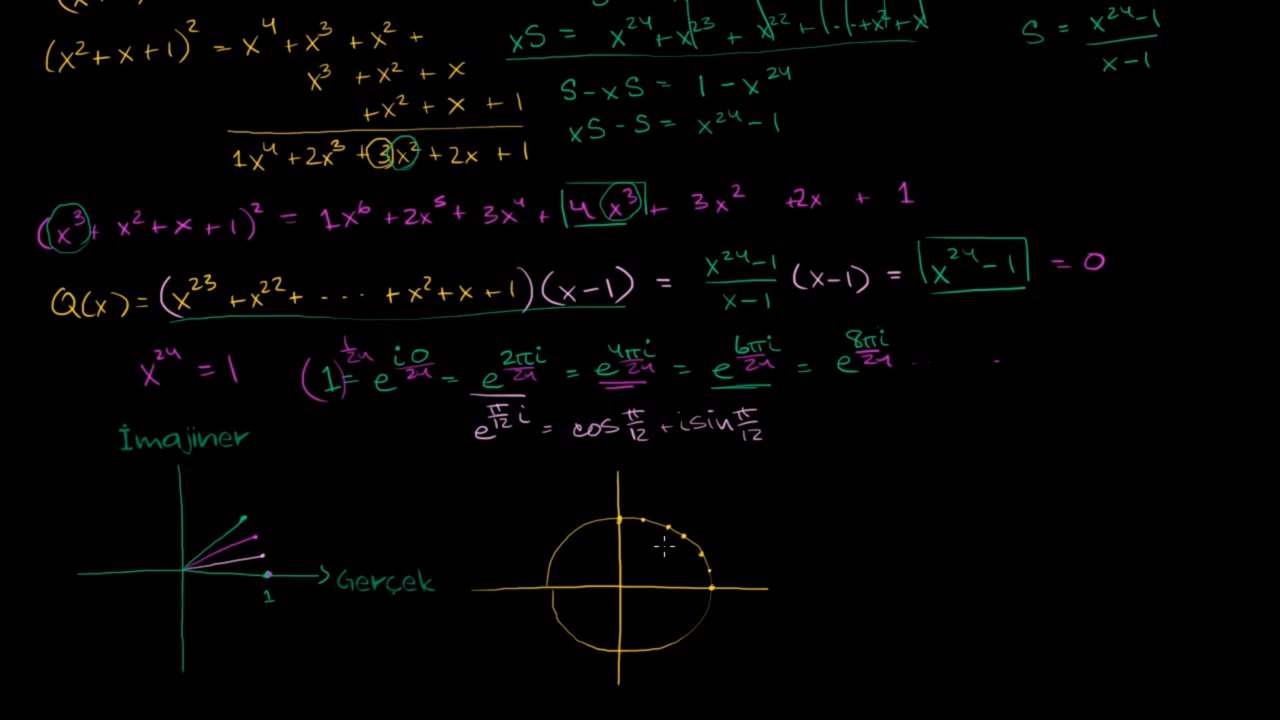 (x² + x + 1)² = x⁴ + x³ + x² +
x³ + x² + x
+x² + x + 1
1x⁴ + 2x³ + 3x² + 2x + 1
xS = x²⁴ + x²³ + x²² + ··· + x² + x
S - xS = 1 - x²⁴
xS - S = x²⁴ - 1
S = (x²⁴ - 1)/(x - 1)
(x³ + x² + x + 1)² = 1x⁶ + 2x⁵ + 3x⁴ + 4x³ + 3x² + 2x + 1
Q(x) = (x²³ + x²² + ···· + x² + x + 1)(x - 1) = (x²⁴ - 1)/(x - 1) (x - 1) = x²⁴ - 1 = 0
x²⁴ = 1 (1)^(1/24) = e^(i0/24) = e^(2πi/24) = e^(4πi/24) = e^(6πi/24) = e^(8πi/24) ...
e^(π/12 i) = cos π/12 + i sin π/12
İmajiner
Gerçek
1